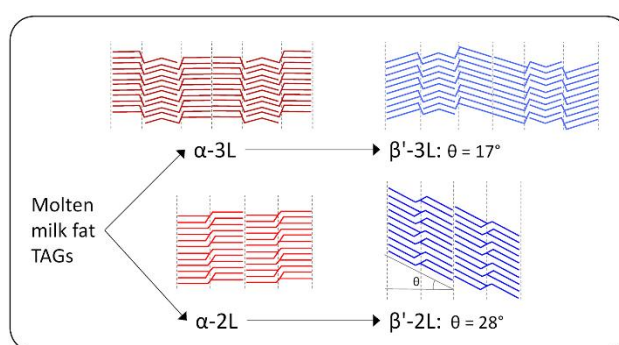 α-3L
β'-3L: θ = 17°
Molten
milk fat
TAGs
θ
α-2L
β'-2L: θ = 28°